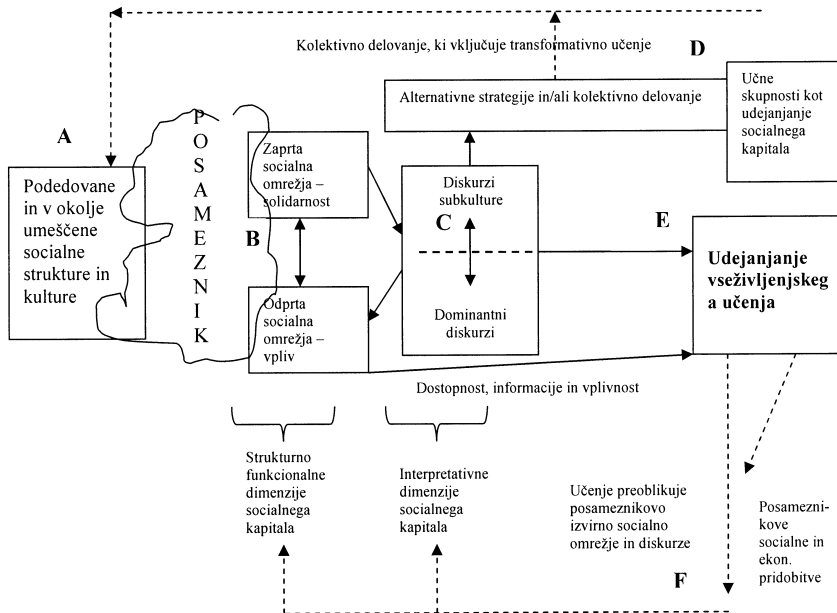 Kolektivno delovanje, ki vključuje transformativno učenje
D
Alternativne strategije in/ali kolektivno delovanje
Učne
skupnosti kot
udejanjanje
socialnega
kapitala
A
Podedovane
in v okolje
umeščene
socialne
strukture in
kulture
P
O
S
A
M
E
Z
N
I
K
Zaprta
socialna
omrežja –
solidarnost
B
Odprta
socialna
omrežja –
vpliv
Diskurzi
subkulture
C
Dominantni
diskurzi
E
Udejanjanje
vseživljenjskeg
a učenja
Dostopnost, informacije in vplivnost
Strukturno
funkcionalne
dimenzije
socialnega
kapitala
Interpretativne
dimenzije
socialnega
kapitala
Učenje preoblikuje
posameznikovo
izvirno socialno
omrežje in diskurze
Posamezni-
kove
socialne in
ekon.
pridobitve
F